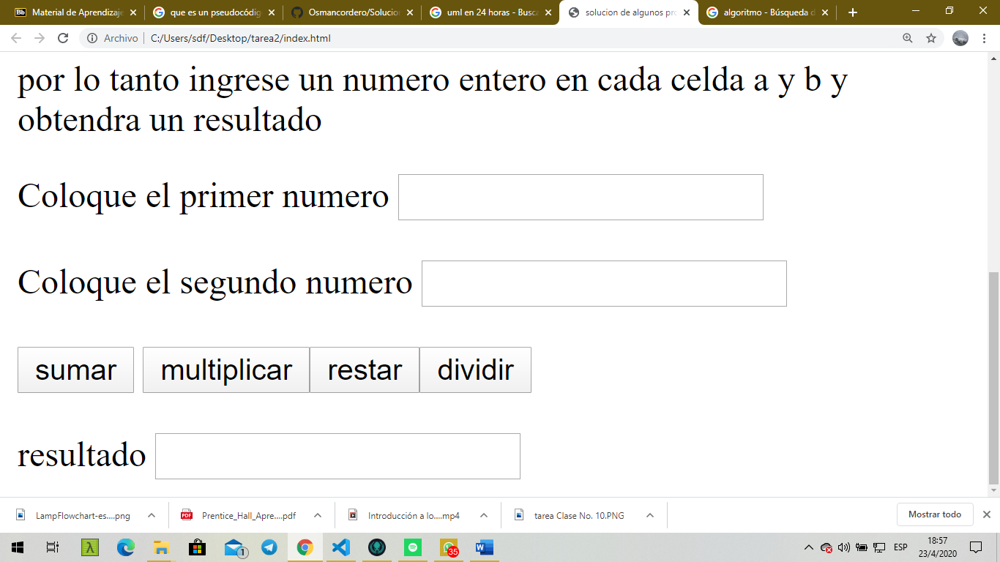 Material de Aprendizaje
que es un pseudocódig
Osmancordero/Solucio
uml en 24 horas - Busca
solucion de algunos pro
algoritmo - Búsqueda d
Archivo
C:/Users/sdf/Desktop/tarea2/index.html
por lo tanto ingrese un numero entero en cada celda a y b y
obtendra un resultado
Coloque el primer numero
Coloque el segundo numero
sumar multiplicar restar dividir
resultado
LampFlowchart-es....png
Prentice_Hall_Apre....pdf
Introducción a lo....mp4
tarea Clase No. 10.PNG
Mostrar todo
1
35
ESP
18:57
23/4/2020